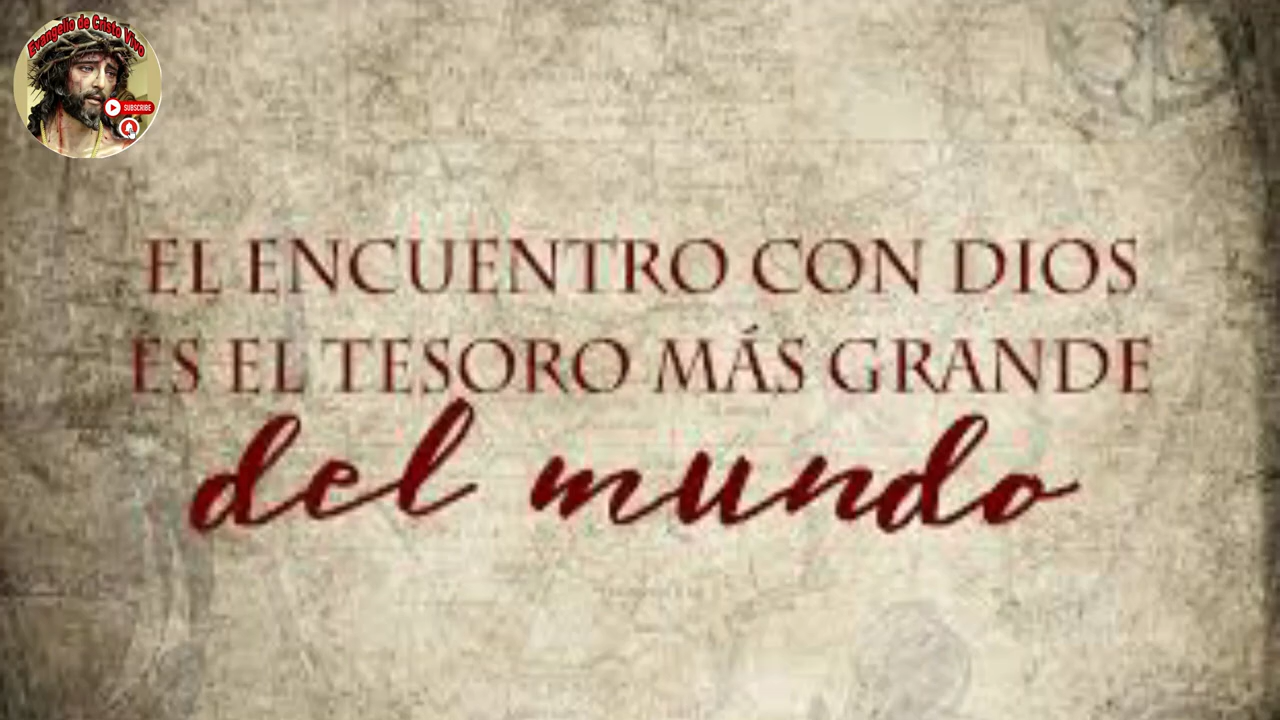 Evangelio de Cristo Vivo
SUBSCRIBE
EL ENCUENTRO CON DIOS
ES EL TESORO MÁS GRANDE
del mundo